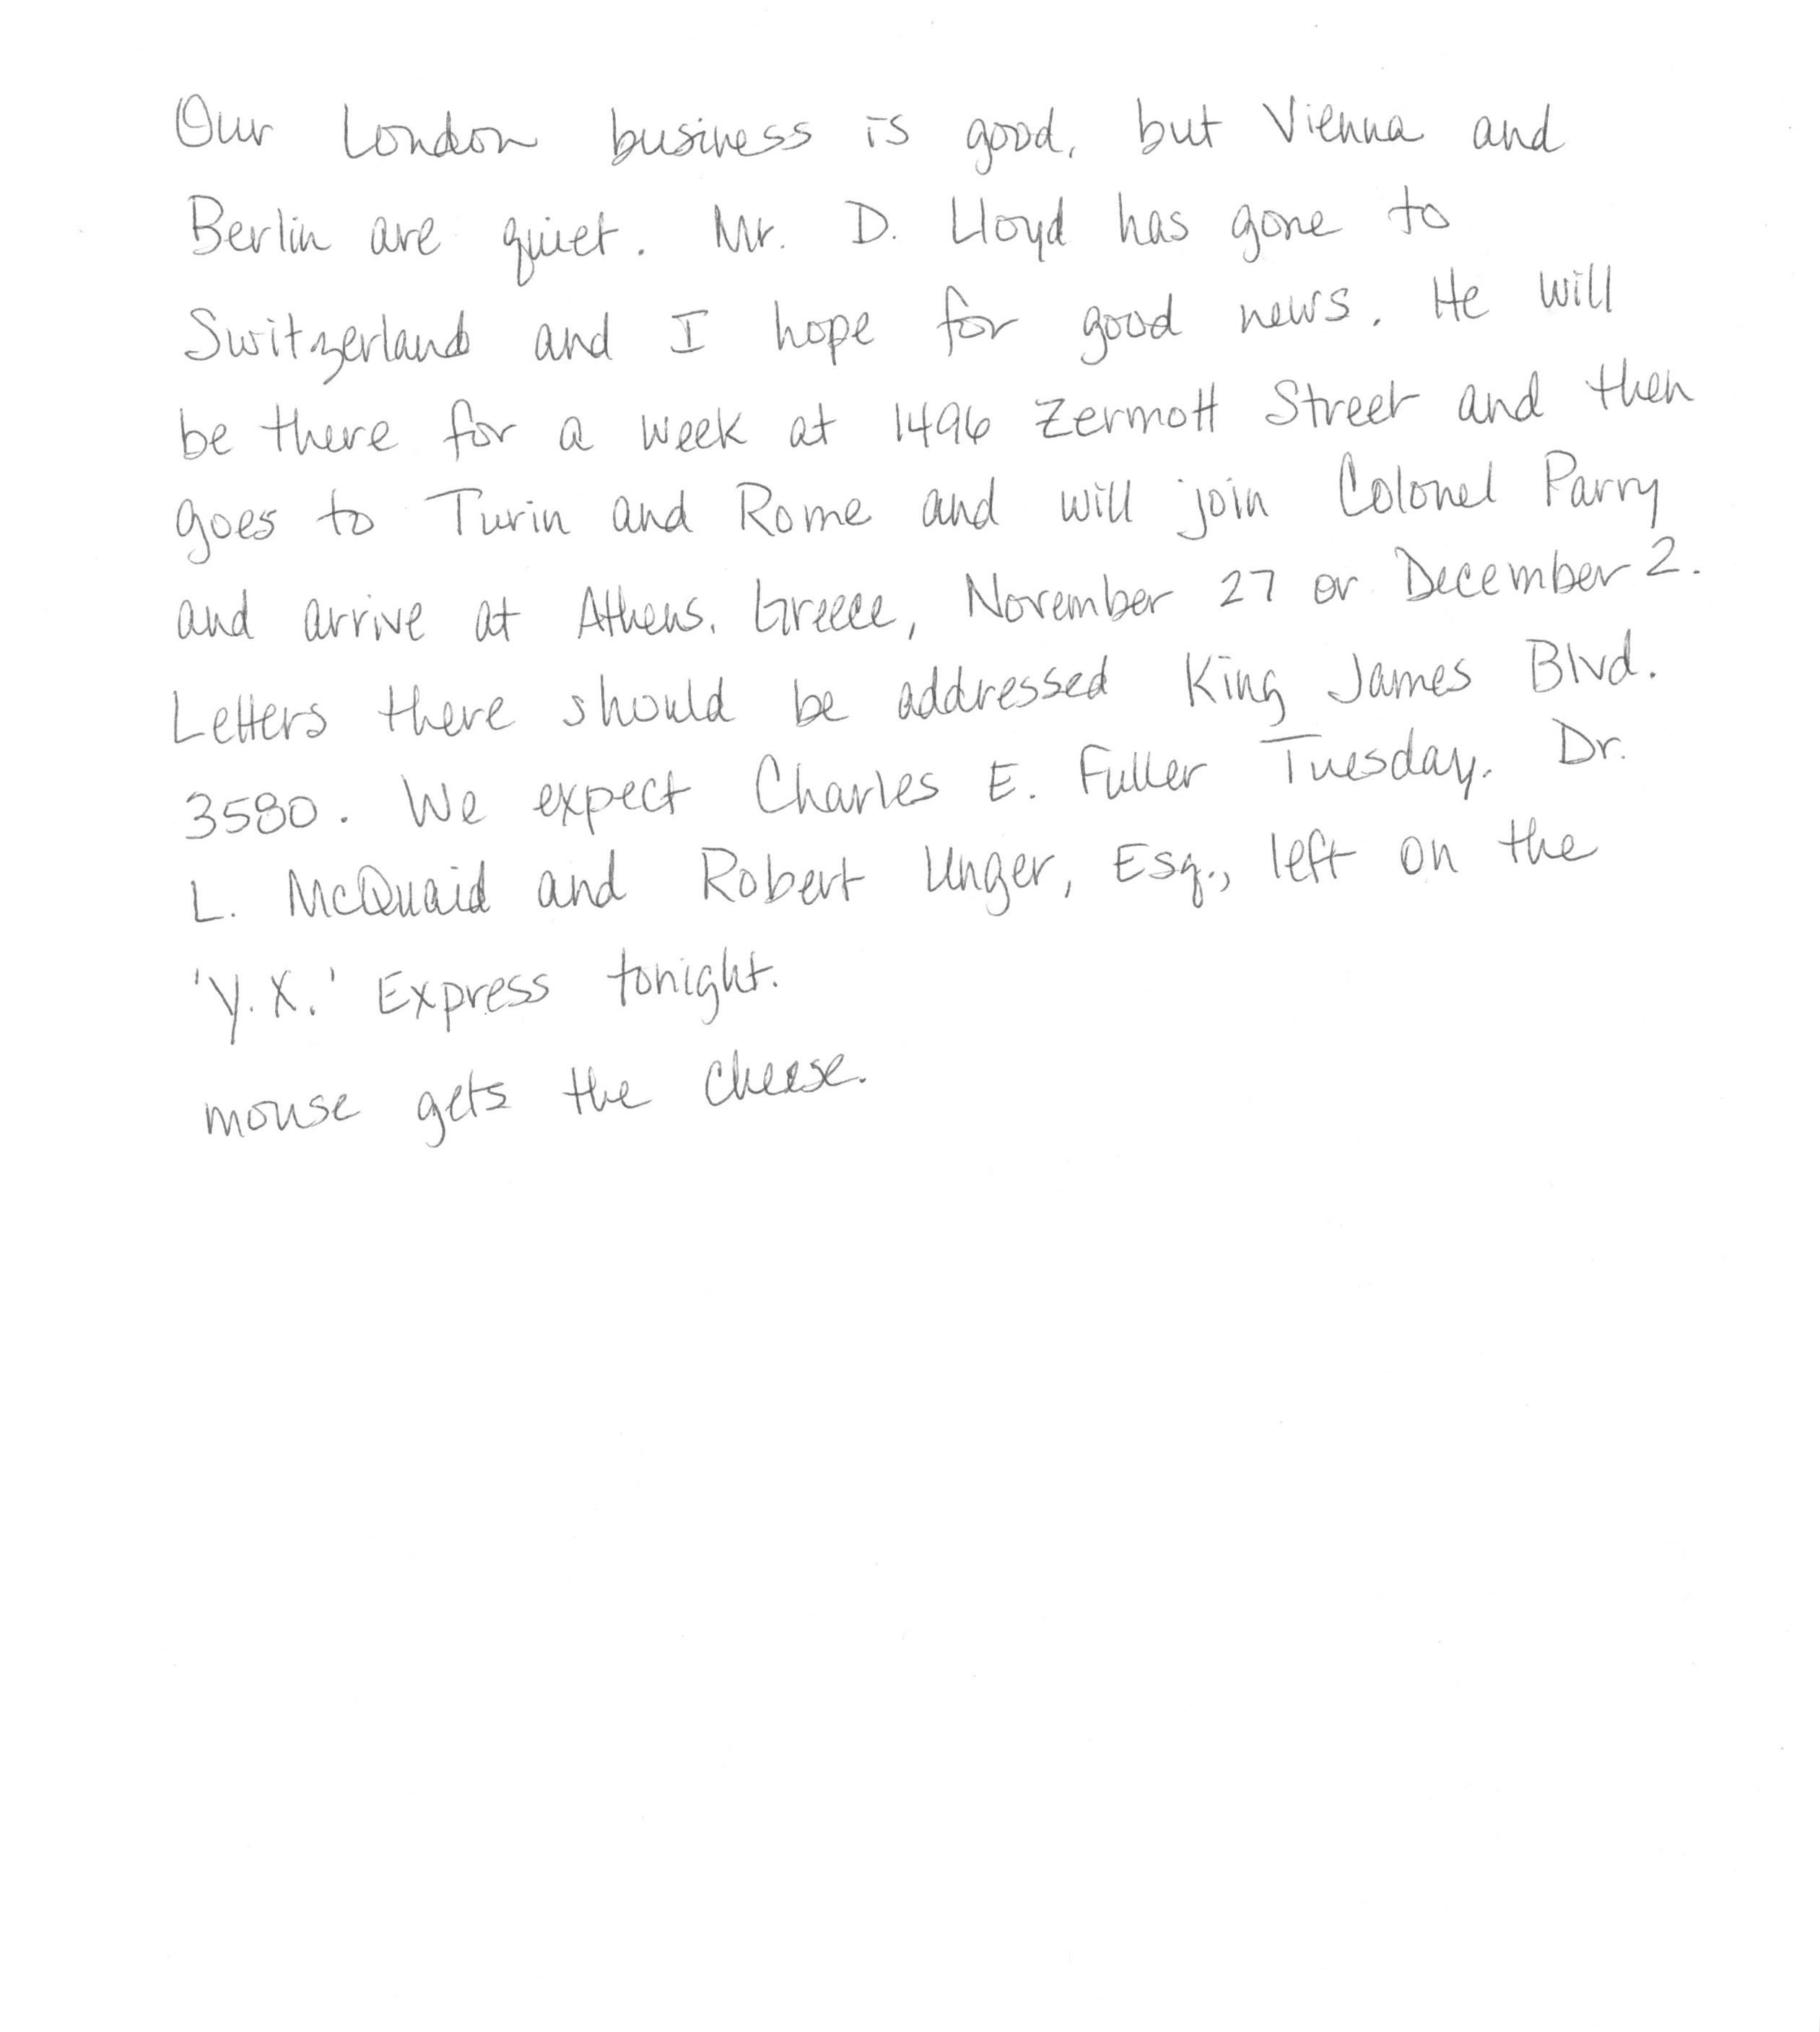 Our London business is good, but Vienna and
Berlin are quiet. Mr. D. Lloyd has gone to
Switzerland and I hope for good news. He will
be there for a week at 1496 Zermott Street and then
goes to Turin and Rome and will join Colonel Parry
and arrive at Athens, Greece, November 27 or December 2.
Letters there should be addressed King James Blvd.
3580. We expect Charles E. Fuller Tuesday. Dr.
L. McQuaid and Robert Unger, Esq., left on the
'Y.X.' Express tonight.
mouse gets the cheese.